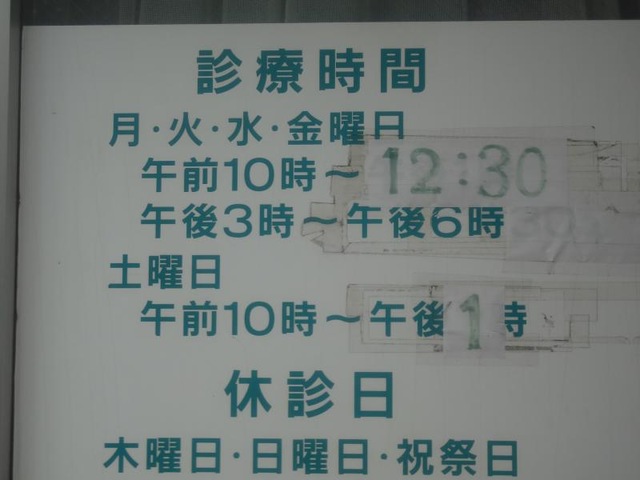 診療時間
月・火・水・金曜日
午前10時～12:30
午後3時～午後6時
土曜日
午前10時～午後1時
休診日
木曜日・日曜日・祝祭日